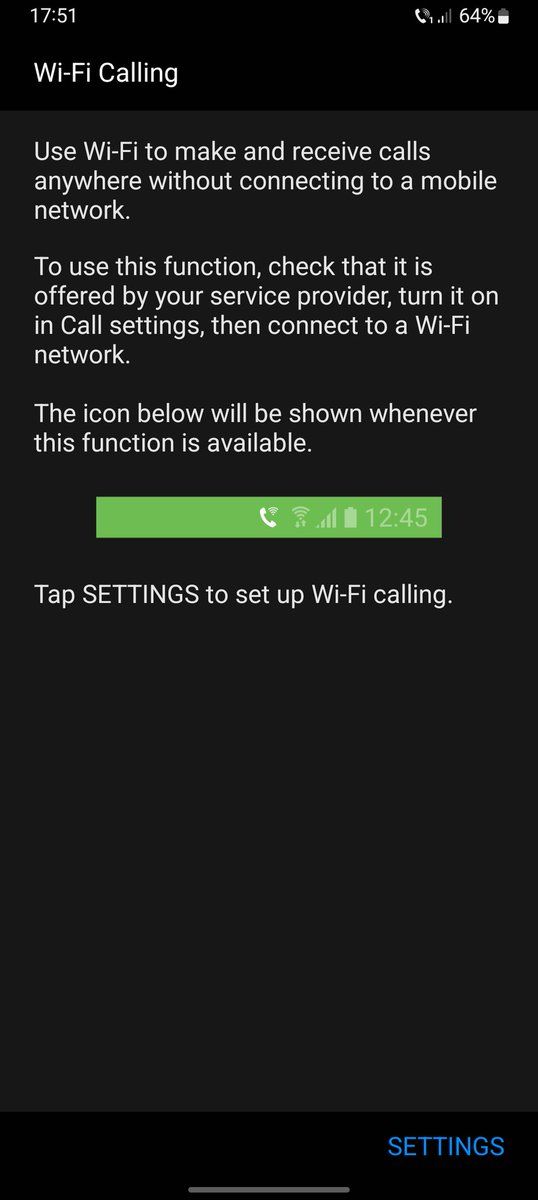 17:51
1 64%
Wi-Fi Calling
Use Wi-Fi to make and receive calls
anywhere without connecting to a mobile
network.
To use this function, check that it is
offered by your service provider, turn it on
in Call settings, then connect to a Wi-Fi
network.
The icon below will be shown whenever
this function is available.
12:45
Tap SETTINGS to set up Wi-Fi calling.
SETTINGS